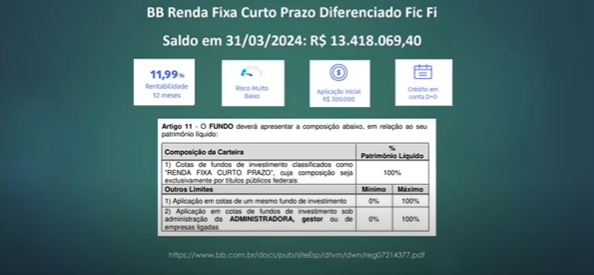 BB Renda Fixa Curto Prazo Diferenciado Fic Fi
Saldo em 31/03/2024: R$ 13.418.069,40
11,99%
Rentabilidade
12 meses
Risco Muito
Baixo
Aplicação Inicial
R$ 300.000
Crédito em
conta D+0
Artigo 11 - O FUNDO deverá apresentar a composição abaixo, em relação ao seu
patrimônio líquido:
Composição da Carteira
%
Patrimônio Líquido
1) Cotas de fundos de investimento classificados como
"RENDA FIXA CURTO PRAZO", cuja composição seja
exclusivamente por títulos públicos federais
100%
Outros Limites
Mínimo
Máximo
1) Aplicação em cotas de um mesmo fundo de investimento
0%
100%
2) Aplicação em cotas de fundos de investimento sob
administração da ADMINISTRADORA, gestor ou de
empresas ligadas
0%
100%
https://www.bb.com.br/docs/pub/siteEsp/dtvm/dwn/reg07214377.pdf